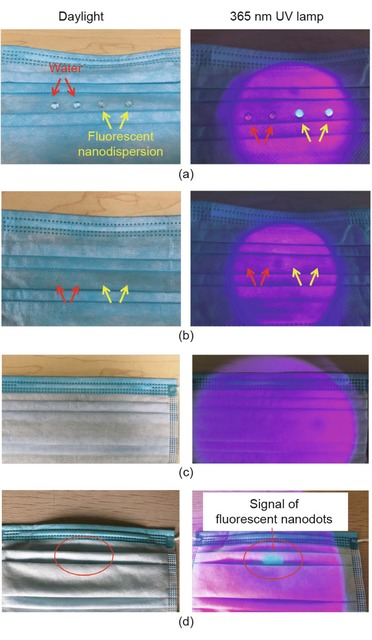 Daylight
365 nm UV lamp
Water
Fluorescent
nanodispersion
(a)
(b)
(c)
Signal of
fluorescent nanodots
(d)